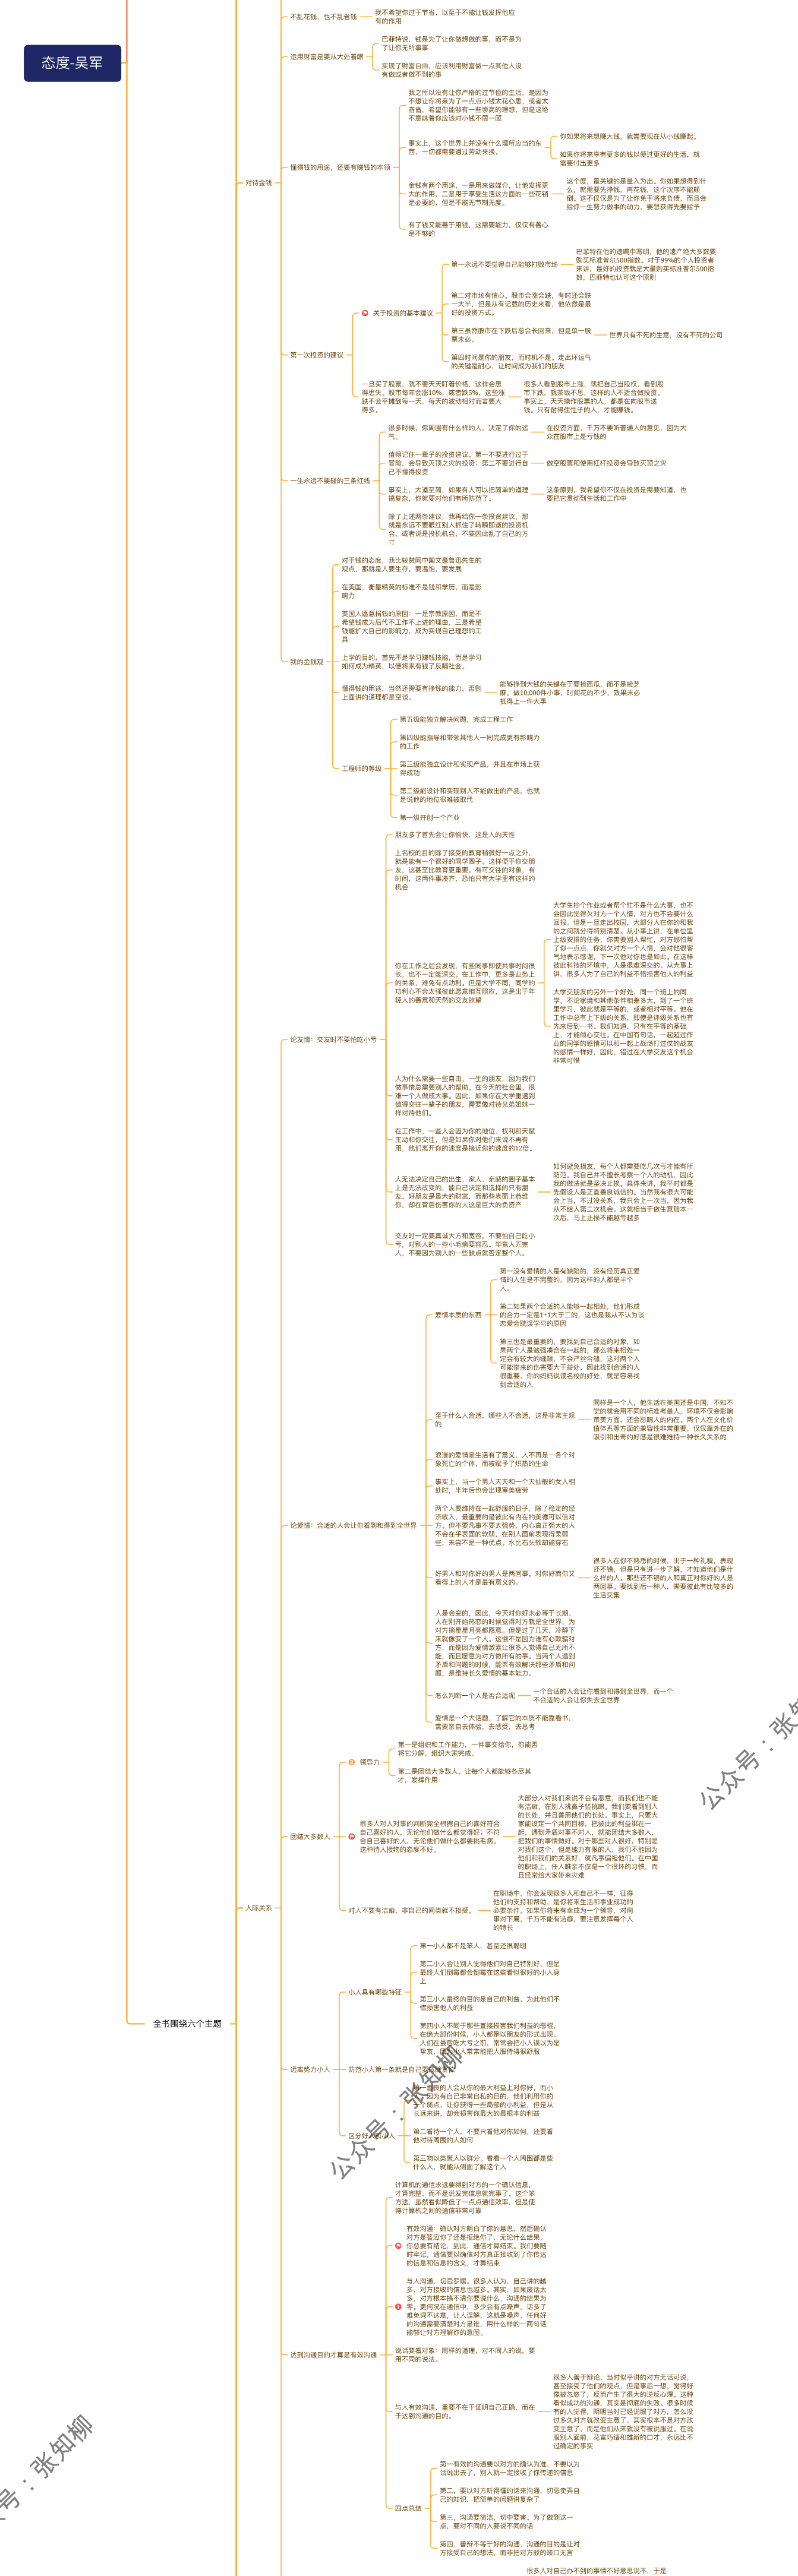 态度-吴军
全书围绕六个主题
对待金钱
不乱花钱，也不乱省钱
我不希望你过于节省，以至于不能让钱发挥他应
有的作用
运用财富是要从大处着眼
巴菲特说，钱是为了让你做想做的事，而不是为
了让你无所事事
实现了财富自由，应该利用财富做一点其他人没
有做或者做不到的事
懂得钱的用途，还要有赚钱的本领
我之所以没有让你严格的过节俭的生活，是因为
不想让你将来为了一点点小钱太花心思，或者太
吝啬，希望你能够有一些崇高的理想，但是这绝
不意味着你应该对小钱不屑一顾
事实上，这个世界上并没有什么理所应当的东
西，一切都需要通过劳动来换。
你如果将来想赚大钱，就需要现在从小钱赚起。
如果你将来享有更多的钱以便过更好的生活，就
需要付出更多
金钱有两个用途，一是用来做媒介，让他发挥更
大的作用，二是用于享受生活这方面的一些花销
是必要的，但是不能无节制无度。
这个度，最关键的是量入为出。你如果想得到什
么，就需要先挣钱，再花钱，这个次序不能颠
倒。这不仅仅是为了让你免于将来负债，而且会
给你一生努力做事的动力，要想获得先要给予
有了钱又能善于用钱，这需要能力，仅仅有善心
是不够的
第一次投资的建议
关于投资的基本建议
第一永远不要觉得自己能够打败市场
巴菲特在他的遗嘱中写明，他的遗产绝大多数要
购买标准普尔500指数。对于99%的个人投资者
来讲，最好的投资就是大量购买标准普尔500指
数，巴菲特也认可这个原则
第二对市场有信心。股市会涨会跌，有时还会跌
一大半，但是从有记载的历史来看，他依然是最
好的投资方式。
第三虽然股市在下跌后总会长回来，但是单一股
票未必。
世界只有不死的生意，没有不死的公司
第四时间是你的朋友，而时机不是。走出坏运气
的关键是耐心，让时间成为我们的朋友
一旦买了股票，就不要天天盯着价格，这样会患
得患失。股市每年会涨10%，或者跌5%，这些涨
跌不会平摊到每一天，每天的波动相对而言要大
得多。
很多人看到股市上涨，就把自己当股权，看到股
市下跌，就茶饭不思，这样的人不适合做投资。
事实上，天天操作股票的人，都是在向股市送
钱。只有耐得住性子的人，才能赚钱。
一生永远不要碰的三条红线
很多时候，你周围有什么样的人，决定了你的运
气。
在投资方面，千万不要听普通人的意见，因为大
众在股市上是亏钱的
值得记住一辈子的投资建议。第一不要进行过于
冒险，会导致灭顶之灾的投资；第二不要进行自
己不懂得投资
做空股票和使用杠杆投资会导致灭顶之灾
事实上，大道至简，如果有人可以把简单的道理
搞复杂，你就要对他们有所防范了。
这条原则，我希望你不仅在投资是需要知道，也
要把它贯彻到生活和工作中
除了上述两条建议，我再给你一条投资建议，那
就是永远不要眼红别人抓住了转瞬即逝的投资机
会，或者说是投机机会，不要因此乱了自己的方
寸
我的金钱观
对于钱的态度，我比较赞同中国文豪鲁迅先生的
观点，那就是人要生存，要温饱，要发展
在美国，衡量精英的标准不是钱和学历，而是影
响力
美国人愿意捐钱的原因：一是宗教原因，而是不
希望钱成为后代不工作不上进的理由，三是希望
钱能扩大自己的影响力，成为实现自己理想的工
具
上学的目的，首先不是学习赚钱技能，而是学习
如何成为精英，以便将来有钱了反哺社会。
懂得钱的用途，当然还需要有挣钱的能力，否则
上面讲的道理都是空谈。
能够挣到大钱的关键在于要捡西瓜，而不是捡芝
麻。做10,000件小事，时间花的不少，效果未必
抵得上一件大事
工程师的等级
第五级能独立解决问题，完成工程工作
第四级能指导和带领其他人一同完成更有影响力
的工作
第三级能独立设计和实现产品，并且在市场上获
得成功
第二级能设计和实现别人不能做出的产品，也就
是说他的地位很难被取代
第一级开创一个产业
人际关系
论友情：交友时不要怕吃小亏
朋友多了首先会让你愉快，这是人的天性
上名校的目的除了接受的教育稍微好一点之外，
就是能有一个很好的同学圈子。这样便于你交朋
友，这甚至比教育更重要。有可交往的对象，有
时间，这两件事凑齐，恐怕只有大学里有这样的
机会
你在工作之后会发现，有些同事即使共事时间很
长，也不一定能深交。在工作中，更多是业务上
的关系，难免有点功利。但是大学不同，同学的
功利心不会太强彼此愿意相互照应，这是出于年
轻人的善意和天然的交友欲望
大学生抄个作业或者帮个忙不是什么大事，也不
会因此觉得欠对方一个人情，对方也不会要什么
回报。但是一旦走出校园，大部分人在你的和我
的之间就分得特别清楚。从小事上讲，在单位里
上级安排的任务，你需要别人帮忙，对方哪怕帮
了你一点点，你就欠对方一个人情，会对他很客
气地表示感谢，下一次他对你也是如此。在这样
彼此科技的环境中，人是很难深交的。从大事上
讲，很多人为了自己的利益不惜损害他人的利益
大学交朋友的另外一个好处，同一个班上的同
学，不论家境和其他条件相差多大，到了一个班
里学习，彼此就是平等的，或者相对平等。他在
工作中总有上下级的关系，即使是评级关系也有
先来后到一书。我们知道，只有在平等的基础
上，才能倾心交往。在中国有句话，一起超过作
业的同学的感情可以和一起上战场打过仗的战友
的感情一样好，因此，错过在大学交友这个机会
非常可惜
人为什么需要一些自由、一生的朋友，因为我们
做事情总需要别人的帮助。在今天的社会里，很
难一个人做成大事。因此，如果你在大学里遇到
值得交往一辈子的朋友，需要像对待兄弟姐妹一
样对待他们。
在工作中，一些人会因为你的地位，权利和天赋
主动和你交往，但是如果你对他们来说不再有
用，他们离开你的速度是接近你的速度的12倍。
人无法决定自己的出生、家人、亲戚的圈子基本
上是无法改变的，能自己决定和选择的只有朋
友。好朋友是最大的财富，而那些表面上恭维
你，却在背后伤害你的人这是巨大的负资产
如何避免损友，每个人都需要吃几次亏才能有所
防范。我自己并不擅长考察一个人的动机，因此
我的做法就是坚决止损。具体来讲，我平时都是
先假设人是正直善良诚信的。当然我有很大可能
会上当，不过没关系，我只会上一次当，因为我
从不给人第二次机会。这就相当于做生意赔本一
次后，马上止损不能越亏越多
交友时一定要真诚大方和宽容，不要怕自己吃小
亏，对别人的一些小毛病要容忍。毕竟人无完
人，不要因为别人的一些缺点就否定整个人。
论爱情：合适的人会让你看到和得到全世界
爱情本质的东西
第一没有爱情的人是有缺陷的，没有经历真正爱
情的人生是不完整的，因为这样的人都是半个
人。
第二如果两个合适的人能够一起相处，他们形成
的合力一定是1+1大于二的，这也是我从不认为谈
恋爱会耽误学习的原因
第三也是最重要的，要找到自己合适的对象，如
果两个人是勉强凑合在一起的，那么将来相处一
定会有较大的缝隙，不会严丝合缝，这对两个人
可能带来的伤害要大于益处，因此找到合适的人
很重要。你的妈妈说读名校的好处，就是容易找
到合适的人
至于什么人合适，哪些人不合适，这是非常主观
的
同样是一个人，他生活在美国还是中国，不知不
觉的就会用不同的标准考量人，环境不仅会影响
审美方面，还会影响人的内在。两个人在文化价
值体系等方面的兼容性非常重要，仅仅靠外在的
吸引和出奇的好感是很难维持一种长久关系的
浪漫的爱情是生活有了意义，人不再是一各个对
象死亡的个体，而被赋予了炽热的生命
事实上，当一个男人天天和一个天仙般的女人相
处时，半年后也会出现审美疲劳
两个人要维持在一起舒服的日子，除了稳定的经
济收入，最重要的是彼此有内在的美德可以信对
方。但不要凡事不要太强势，内心真正强大的人
不会在乎表面的软弱，在别人面前表现得柔弱
些，未尝不是一种优点。水比石头软却能穿石
好男人和对你好的男人是两回事。对你好而你又
看得上的人才是最有意义的。
很多人在你不熟悉的时候，出于一种礼貌，表现
还不错，但是只有进一步了解，才知道他们是什
么样的人，那些还不错的人和真正对你好的人是
两回事。要找到后一种人，需要彼此有比较多的
生活交集
人是会变的，因此，今天对你好未必等于长期。
人在刚开始热恋的时候觉得对方就是全世界，为
对方摘星星月亮都愿意。但是过了几天，冷静下
来就像变了一个人。这倒不是因为谁有心欺骗对
方，而是因为爱情激素让很多人觉得自己无所不
能，而且愿意为对方做所有的事。当两个人遇到
矛盾和问题的时候，能否有效解决那些矛盾和问
题，是维持长久爱情的基本能力。
怎么判断一个人是否合适呢
一个合适的人会让你看到和得到全世界，而一个
不合适的人会让你失去全世界
爱情是一个大话题，了解它的本质不能靠看书，
需要亲自去体验，去感受，去思考
团结大多数人
领导力
第一是组织和工作能力，一件事交给你，你能否
将它分解，组织大家完成。
第二是团结大多数人，让每个人都能够各尽其
才，发挥作用
很多人对人对事的判断完全根据自己的喜好符合
自己喜好的人，无论他们做什么都觉得好；不符
合自己喜好的人，无论他们做什么都要挑毛病。
这种待人接物的态度不好。
大部分人对我们来说不会有恶意，而我们也不能
有洁癖，在别人挑鼻子竖挑眼。我们要看到别人
的长处，并且善用他们的长处。事实上，只要大
家能设定一个共同目标，把彼此的利益绑在一
起，遇到矛盾对事不对人，就能团结大多数人，
把我们的事情做好。对于那些对人很好，特别是
对我们这个，但是能力有限的人，我们不能因为
他们和我们的关系好，就凡事偏袒他们。在中国
的职场上，任人唯亲不仅是一个很坏的习惯，而
且经常给大家带来灾难
对人不要有洁癖，非自己的同类就不接受。
在职场中，你会发现很多人和自己不一样，征得
他们的支持和帮助，是你将来生活和事业成功的
必要条件。如果你将来有幸成为一个领导，对同
事对下属，千万不能有洁癖，要注意发挥每个人
的特长
远离势力小人
小人具有哪些特征
第一小人都不是笨人，甚至还很聪明
第二小人会让别人觉得他们对自己特别好，但是
最终人们倒霉都会倒霉在这些看似很好的小人身
上
第三小人最终的目的是自己的利益，为此他们不
惜损害他人的利益
第四小人不同于那些直接损害我们利益的恶棍，
在绝大部份时候，小人都是以朋友的形式出现。
人们在最后吃大亏之前，常常会把小人误以为是
挚友，因为小人常常能把人服侍得很舒服
防范小人第一条就是自己
区分好人
第一善良的人会从你的最大利益上对你好，而小
因为有自己非常自私的目的，他们利用你的
个弱点，让你获得一些局部的小利益，但是从
长远来讲，却会损害你最大的最根本的利益
第二看待一个人，不要只看他对你如何，还要看
他对待周围的人如何
第三物以类聚人以群分。看看一个人周围都是些
什么人，就能从侧面了解这个人
达到沟通目的才算是有效沟通
计算机的通信永远要得到对方的一个确认信息，
才算完整，而不是说发完信息就完事了。这个笨
方法，虽然看似降低了一点点通信效率，但是使
得计算机之间的通信非常可靠
有效沟通：确认对方明白了你的意思，然后确认
对方是答应你了还是拒绝你了，无论什么结果，
你总要有结论，到此，通信才算结束。我们要随
时牢记，通信要以确信对方真正接收到了你传达
的信息和信息的含义，才算结束
与人沟通，切忌罗嗦。很多人认为，自己讲的越
多，对方接收的信息也越多。其实，如果废话太
多，对方根本搞不清你要说什么，沟通的结果为
零。更何况在通信中，多少会有点噪声，话多了
难免词不达意，让人误解，这就是噪声。任何好
的沟通需要清楚对方是谁，用什么样的一两句话
能够让对方理解你的意图。
说话要看对象：同样的道理，对不同人的说，要
用不同的说法。
与人有效沟通，重要不在于证明自己正确，而在
于达到沟通的目的。
很多人善于辩论，当时似乎讲的对方无话可说，
甚至接受了他们的观点，但是事后一想，觉得好
像被忽悠了，反而产生了很大的逆反心理。这种
看似成功的沟通，其实是彻底的失败。很多时候
有的人觉得，明明当时已经说服了对方，怎么没
过多久对方就改变主意了。其实根本不是对方改
变主意了，而是他们从来就没有被说服过。在说
服别人面前，花言巧语和雄辩的口才，永远比不
过确定的事实
四点总结
第一有效的沟通要以对方的确认为准，不要以为
话说出去了，别人就一定接收了你传递的信息
第二，要以对方听得懂的话来沟通，切忌卖弄自
己的知识，把简单的问题讲复杂了
第三，沟通要简洁，切中要害。为了做到这一
点，要对不同的人要说不同的话
第四，善辩不等于好的沟通，沟通的目的是让对
方接受自己的想法，而非把对方驳的哑口无言
很多人对自己办不到的事情不好意思说不，于是
公众号：张知柳
公众号：张知柳
号：张知柳